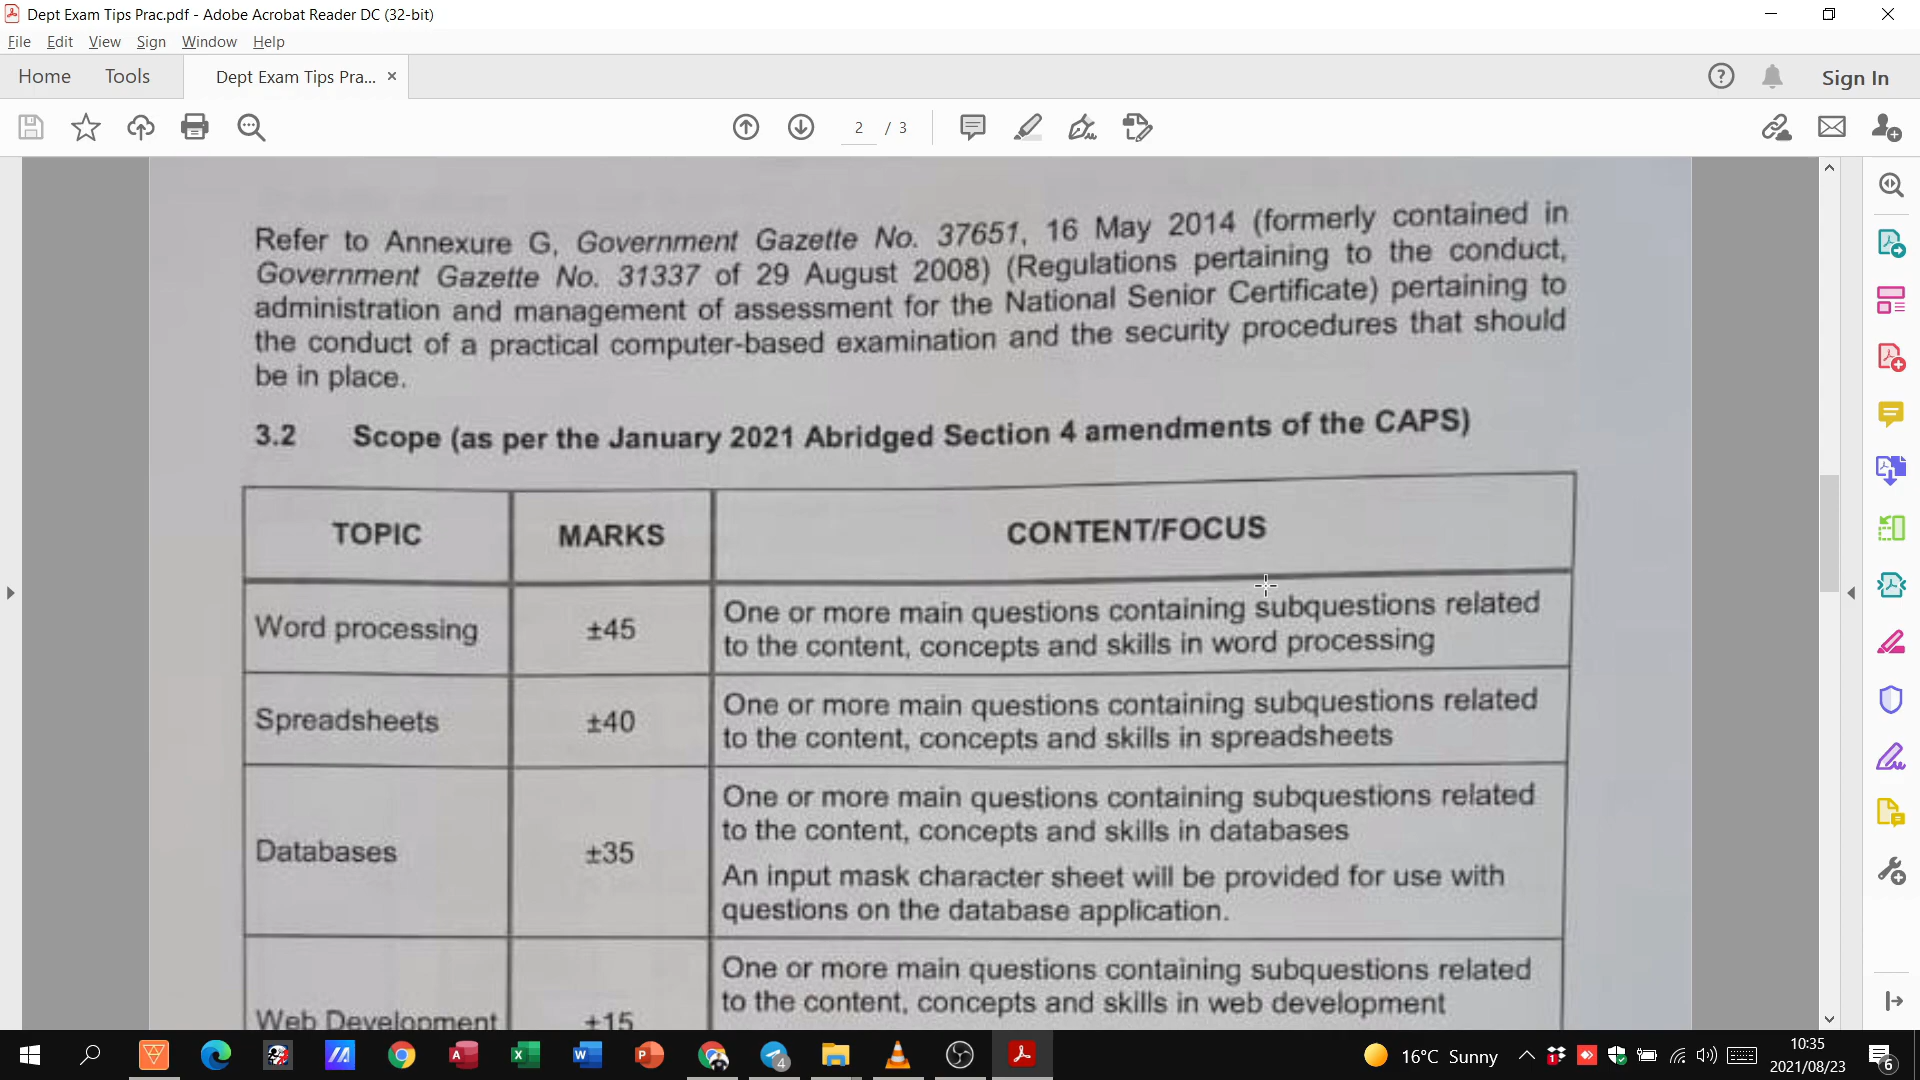 Dept Exam Tips Prac.pdf - Adobe Acrobat Reader DC (32-bit)
File Edit View Sign Window Help
Home Tools Dept Exam Tips Pra... × Sign In
2 / 3
Refer to Annexure G, Government Gazette No. 37651, 16 May 2014 (formerly contained in
Government Gazette No. 31337 of 29 August 2008) (Regulations pertaining to the conduct,
administration and management of assessment for the National Senior Certificate) pertaining to
the conduct of a practical computer-based examination and the security procedures that should
be in place.
3.2 Scope (as per the January 2021 Abridged Section 4 amendments of the CAPS)
TOPIC MARKS CONTENT/FOCUS
Word processing ±45 One or more main questions containing subquestions related
to the content, concepts and skills in word processing
Spreadsheets ±40 One or more main questions containing subquestions related
to the content, concepts and skills in spreadsheets
Databases ±35 One or more main questions containing subquestions related
to the content, concepts and skills in databases
An input mask character sheet will be provided for use with
questions on the database application.
Web Development ±15 One or more main questions containing subquestions related
to the content, concepts and skills in web development
16°C Sunny
10:35
2021/08/23
4
6